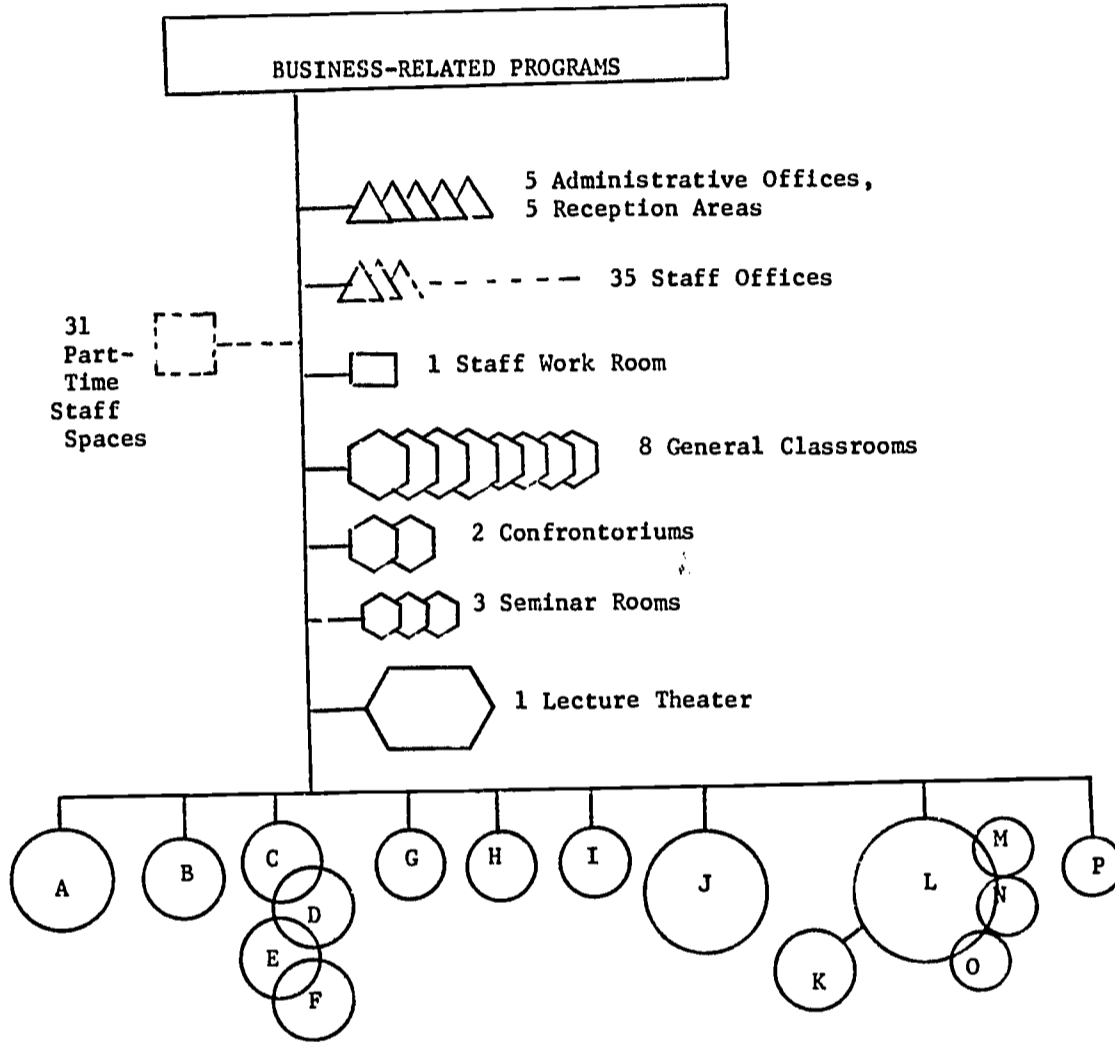 BUSINESS-RELATED PROGRAMS
5 Administrative Offices,
5 Reception Areas
35 Staff Offices
31
Part-
Time
Staff
Spaces
1 Staff Work Room
8 General Classrooms
2 Confrontoriums
3 Seminar Rooms
1 Lecture Theater
A
B
C
D
E
F
G
H
I
J
K
L
M
N
O
P